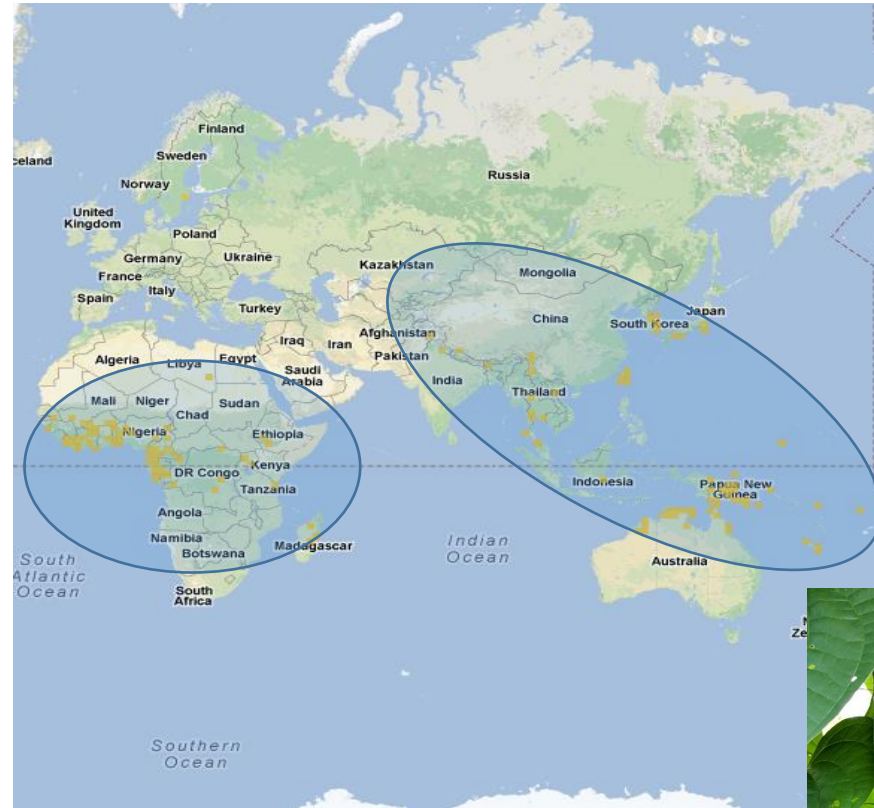 Finland
celand
Sweden
Russia
Norway
United
Kingdom
Poland
Germany
Ukraine
Kazakhstan
France
Mongolia
Italy
Spain
Turkey
Japan
China
South Korea
Afghanistan
Iraq
Iran
Algeria
Libya
Egypt
Pakistan
Saudi
Arabia
India
Mali
Niger
Sudan
Thailand
Chad
Nigeria
Ethiopia
DR Congo
Kenya
Indonesia
Papua New
Guinea
Tanzania
Angola
Namibia
Madagascar
Botswana
Indian
Ocean
South
Atlantic
Ocean
Australia
South
Africa
N
Ze
Southern
Ocean